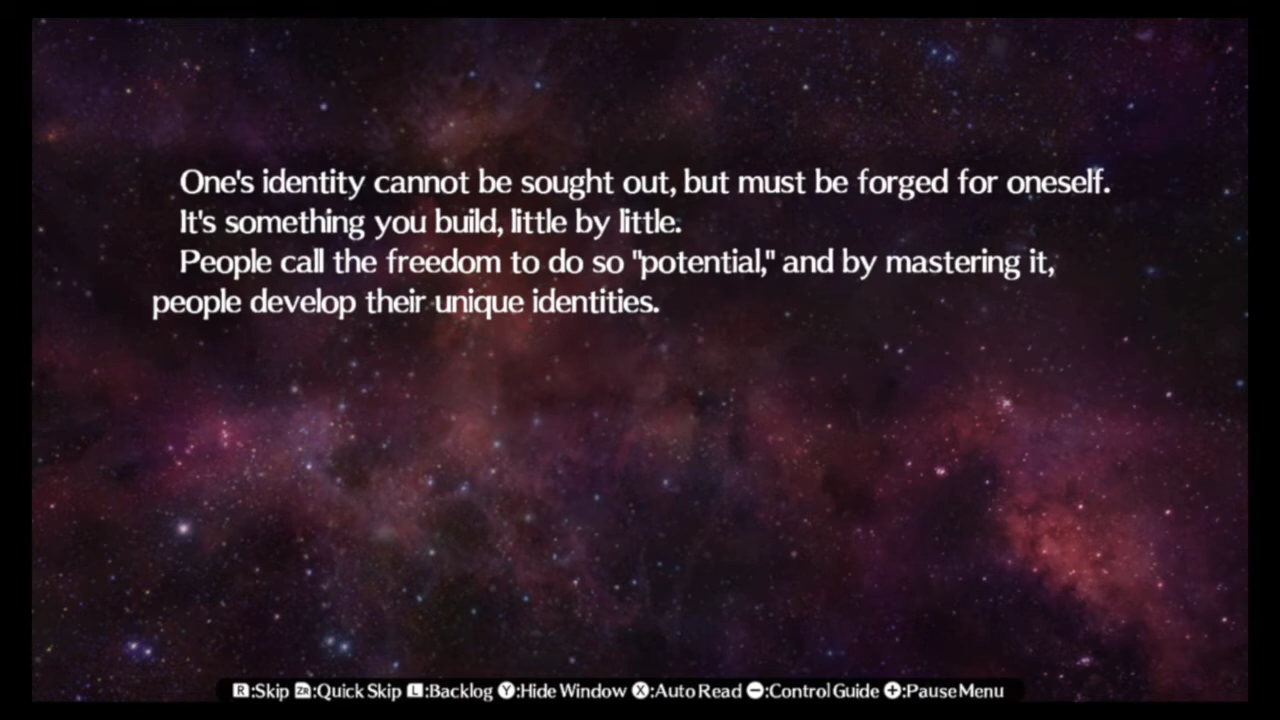 One's identity cannot be sought out, but must be forged for oneself.
It's something you build, little by little.
People call the freedom to do so "potential," and by mastering it,
people develop their unique identities.
R:Skip ZR:Quick Skip L:Backlog Y:Hide Window X:Auto Read -:Control Guide +:Pause Menu